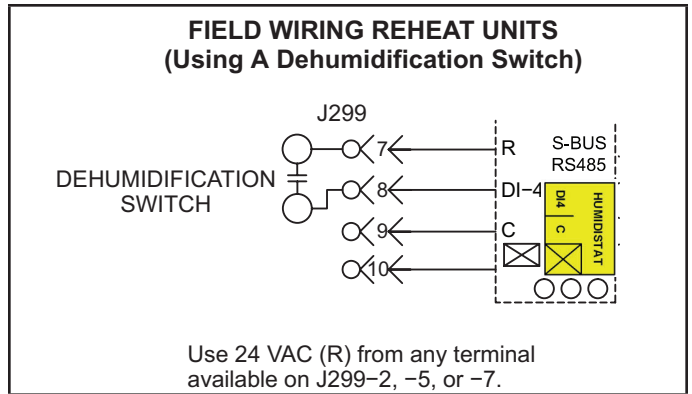 FIELD WIRING REHEAT UNITS
(Using A Dehumidification Switch)
J299
DEHUMIDIFICATION
SWITCH
7
8
9
10
R
DI−4
C
S-BUS
RS485
DI4
C
HUMIDISTAT
Use 24 VAC (R) from any terminal
available on J299−2, −5, or −7.